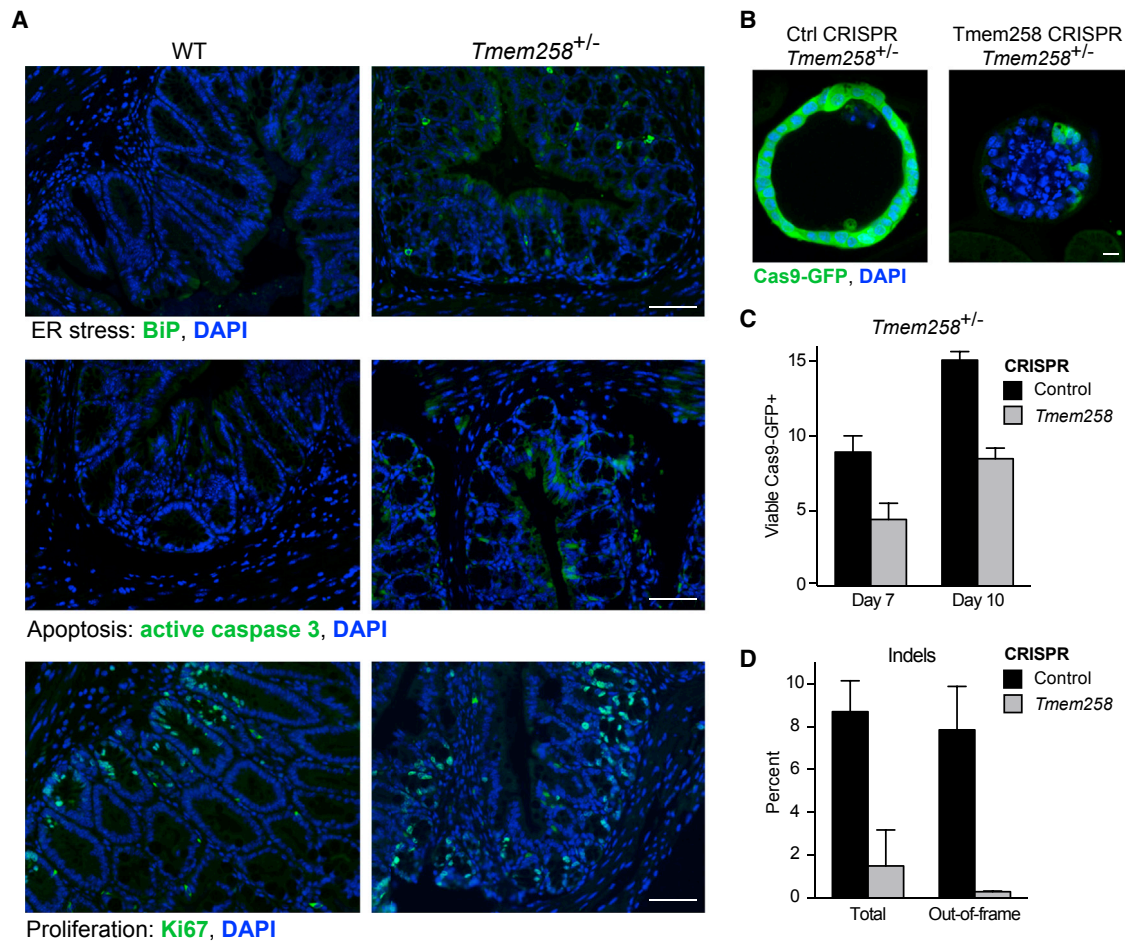 A
WT
Tmem258+/-
ER stress: BiP, DAPI
Apoptosis: active caspase 3, DAPI
Proliferation: Ki67, DAPI
B
Ctrl CRISPR
Tmem258+/-
Tmem258 CRISPR
Tmem258+/-
Cas9-GFP, DAPI
C
Tmem258+/-
CRISPR
Control
Tmem258
Viable Cas9-GFP+
15
10
5
0
Day 7
Day 10
D
Indels
CRISPR
Control
Tmem258
Percent
10
8
6
4
2
0
Total
Out-of-frame